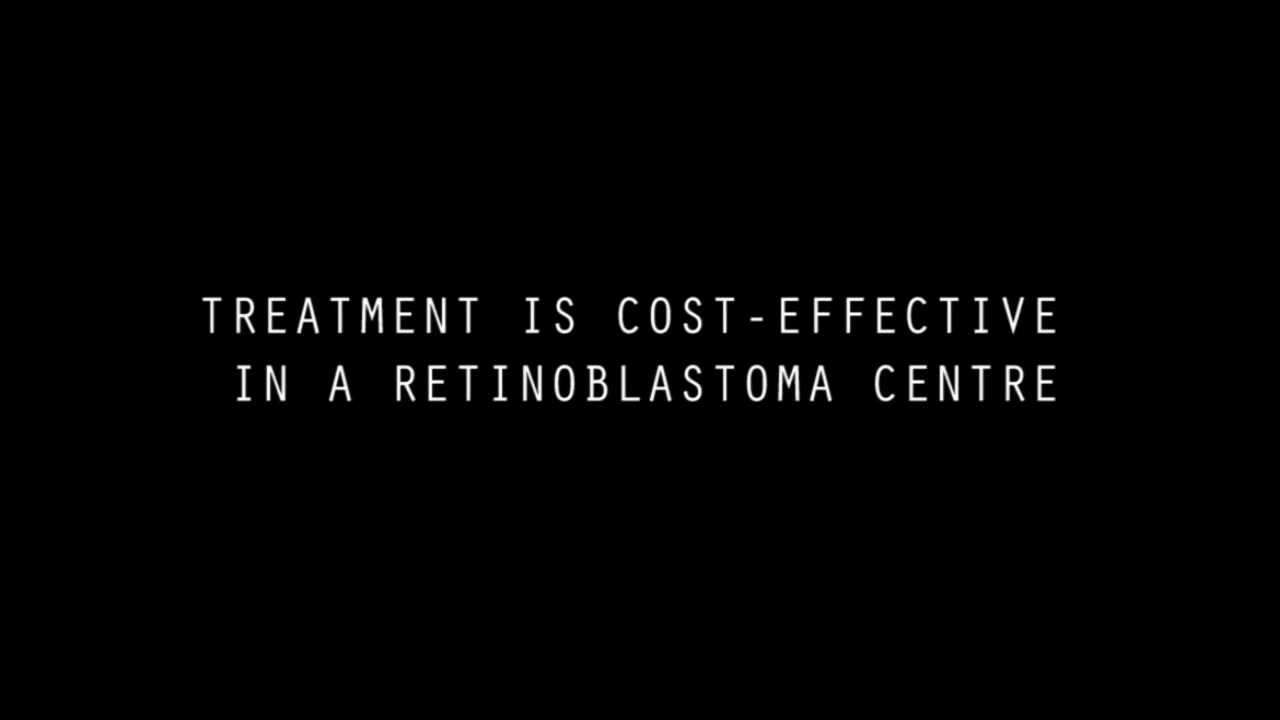 TREATMENT IS COST-EFFECTIVE
IN A RETINOBLASTOMA CENTRE